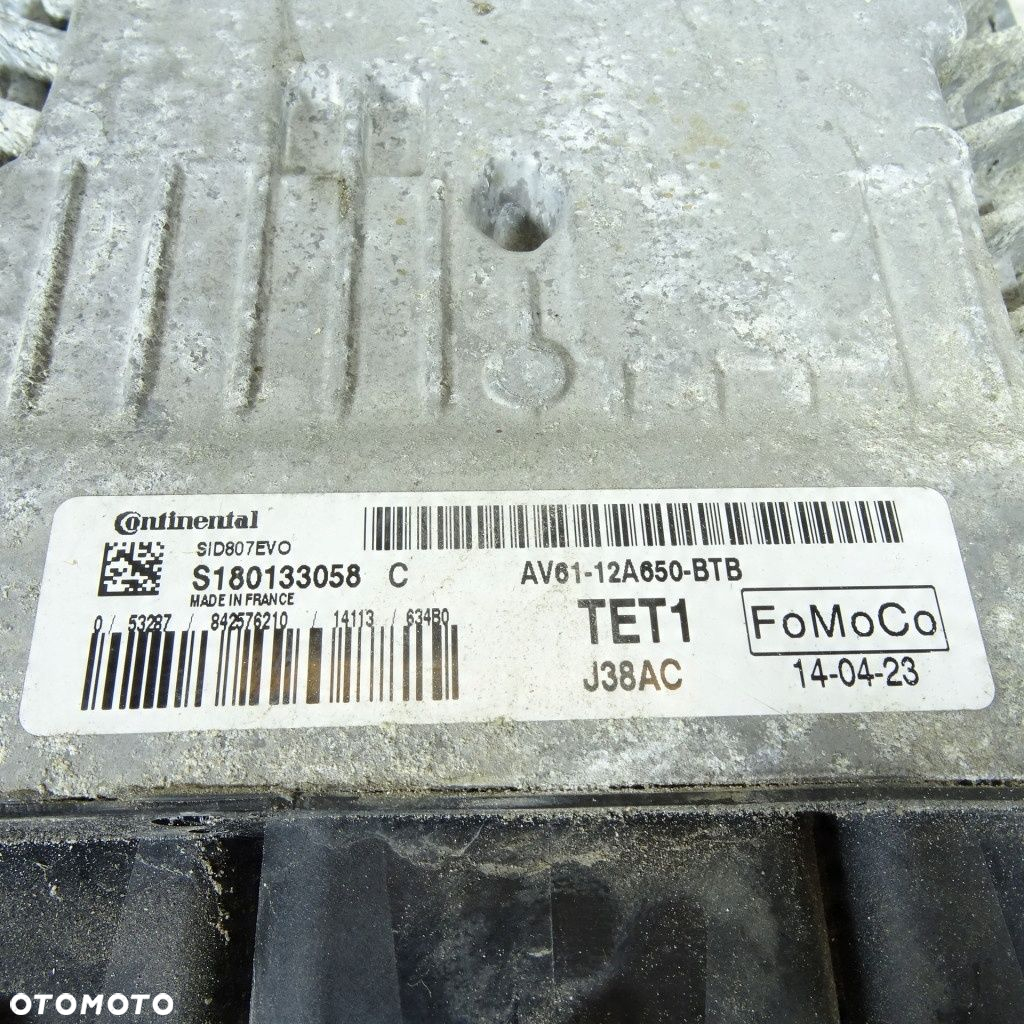 Continental
SID807EVO
S180133058 C
MADE IN FRANCE
0 / 53287 / 842576210 / 14113 / 634B0
AV61-12A650-BTB
TET1
J38AC
FoMoCo
14-04-23
OTOMOTO